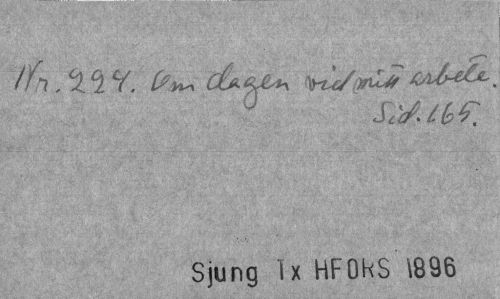 Nr. 224. Om dagen vid mitt arbete.
Sid. 165.
Sjung Tx HFORS 1896